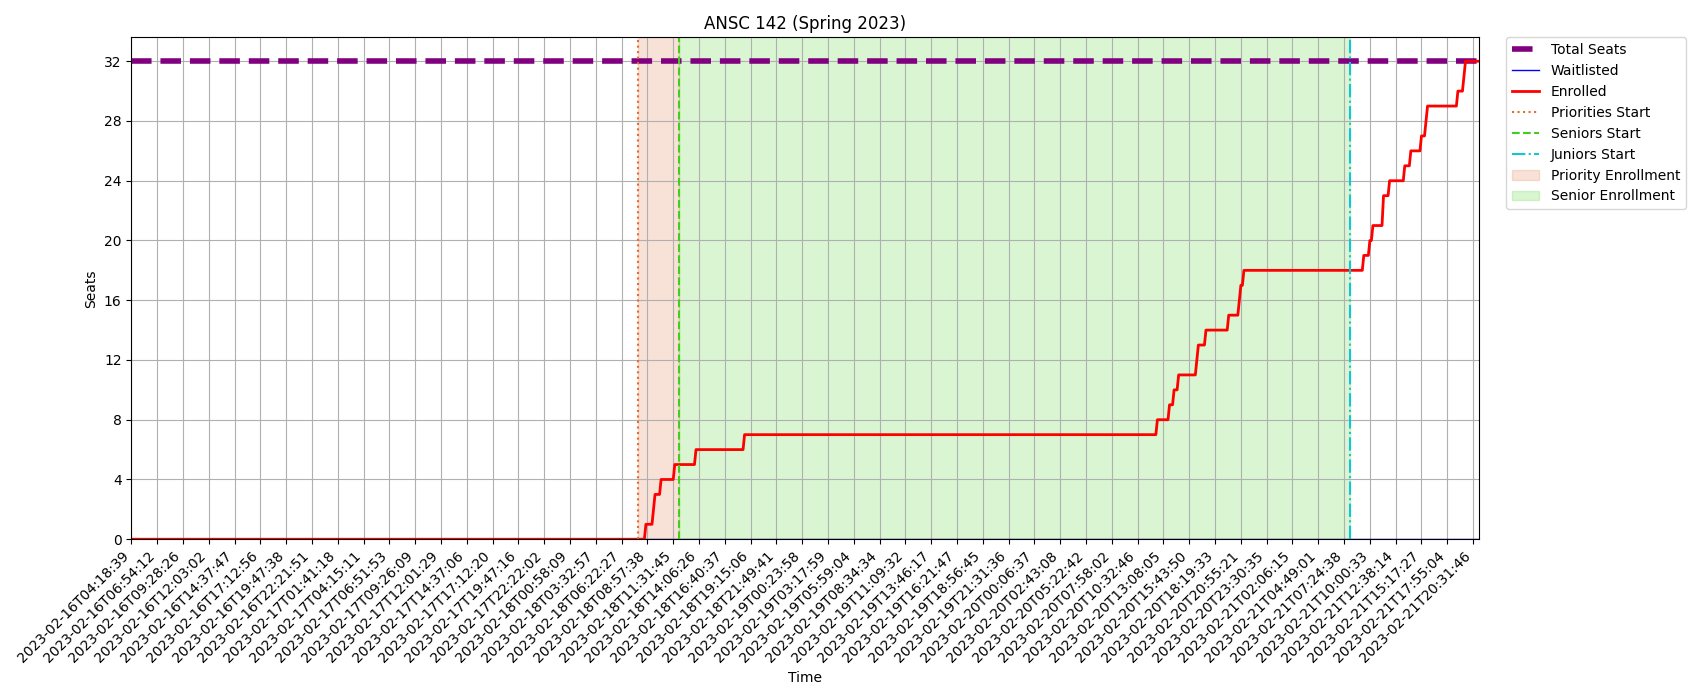 ANSC 142 (Spring 2023)
Total Seats
Waitlisted
Enrolled
Priorities Start
Seniors Start
Juniors Start
Priority Enrollment
Senior Enrollment
Seats
32
28
24
20
16
12
8
4
0
2023-02-16T04:18:39
2023-02-16T06:54:12
2023-02-16T09:28:26
2023-02-16T12:03:02
2023-02-16T14:37:47
2023-02-16T17:12:56
2023-02-16T19:47:38
2023-02-16T22:21:51
2023-02-17T01:41:18
2023-02-17T04:15:11
2023-02-17T06:51:53
2023-02-17T09:26:09
2023-02-17T12:01:29
2023-02-17T14:37:06
2023-02-17T17:12:20
2023-02-17T19:47:16
2023-02-17T22:22:02
2023-02-18T00:58:09
2023-02-18T03:32:57
2023-02-18T06:22:27
2023-02-18T08:57:38
2023-02-18T11:31:45
2023-02-18T14:06:26
2023-02-18T16:40:37
2023-02-18T19:15:06
2023-02-18T21:49:41
2023-02-19T00:23:58
2023-02-19T03:17:59
2023-02-19T05:59:04
2023-02-19T08:34:34
2023-02-19T11:09:32
2023-02-19T13:46:17
2023-02-19T16:21:47
2023-02-19T18:56:45
2023-02-19T21:31:36
2023-02-20T00:06:37
2023-02-20T02:43:08
2023-02-20T05:22:42
2023-02-20T07:58:02
2023-02-20T10:32:46
2023-02-20T13:08:05
2023-02-20T15:43:50
2023-02-20T18:19:33
2023-02-20T20:55:21
2023-02-20T23:30:35
2023-02-21T02:06:15
2023-02-21T04:49:01
2023-02-21T07:24:38
2023-02-21T10:00:33
2023-02-21T12:38:14
2023-02-21T15:17:27
2023-02-21T17:55:04
2023-02-21T20:31:46
Time